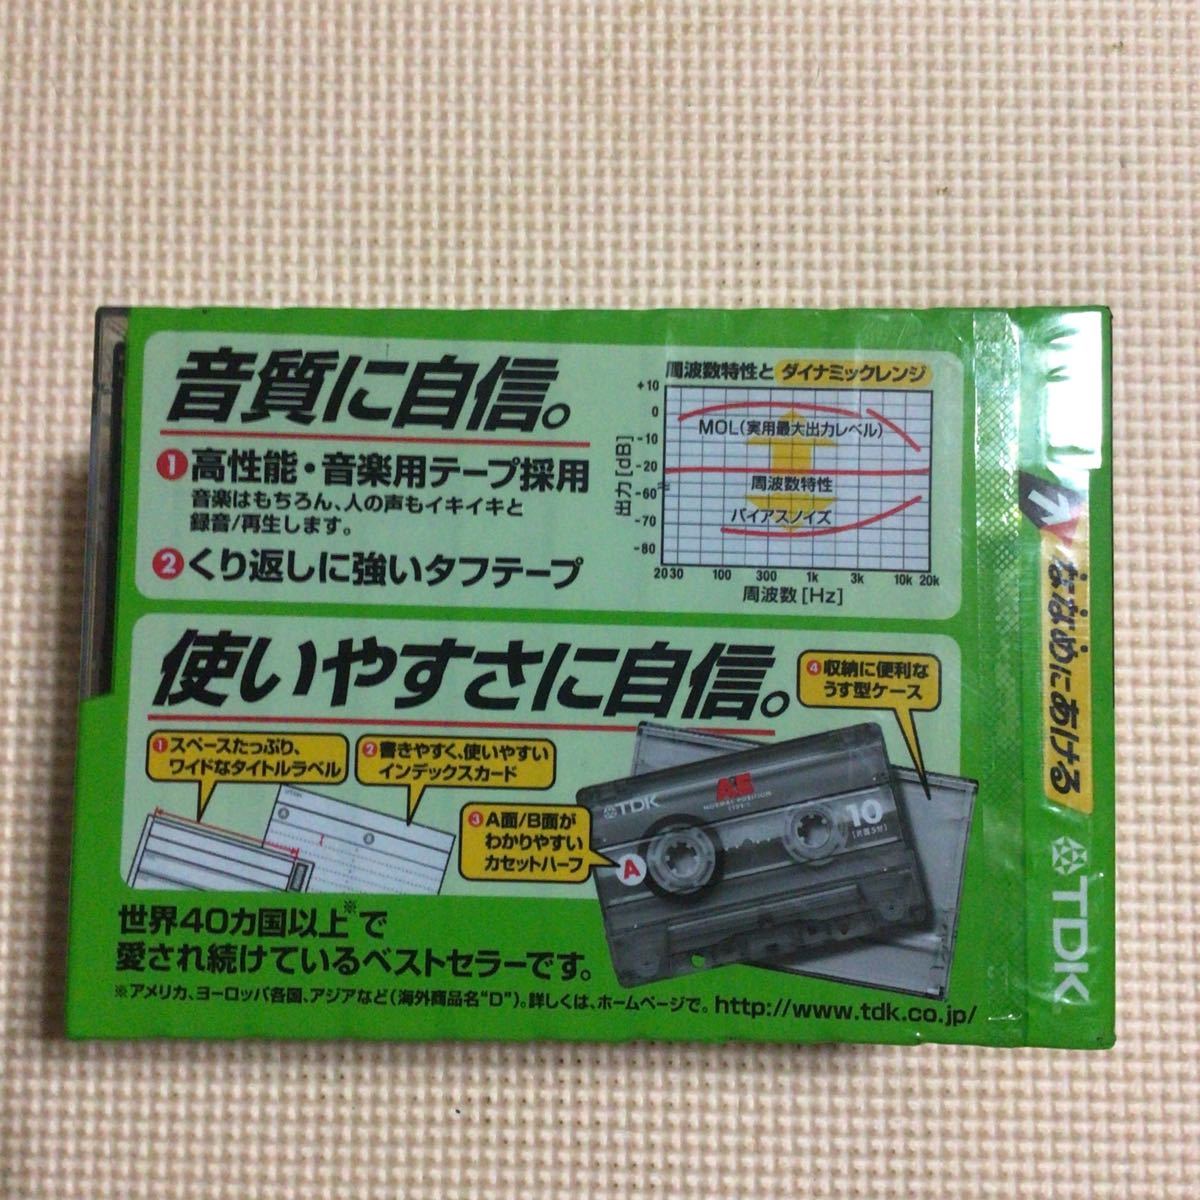 音質に自信。
❶高性能・音楽用テープ採用
音楽はもちろん、人の声もイキイキと
録音/再生します。
❷くり返しに強いタフテープ
周波数特性と ダイナミックレンジ
出力[dB]
+10
0
-10
-20
-60
-70
-80
MOL(実用最大出力レベル)
周波数特性
バイアスノイズ
20 30 100 300 1k 3k 10k 20k
周波数[Hz]
使いやすさに自信。
❶スペースたっぷり、
ワイドなタイトルラベル
❷書きやすく、使いやすい
インデックスカード
❸A面/B面が
わかりやすい
カセットハーフ
❹収納に便利な
うす型ケース
TDK
AE
NORMAL POSITION
TYPE I
10
[片面5分]
A
世界40カ国以上※で
愛され続けているベストセラーです。
※アメリカ、ヨーロッパ各国、アジアなど(海外商品名“D”)。詳しくは、ホームページで。 http://www.tdk.co.jp/
ななめにあける
TDK